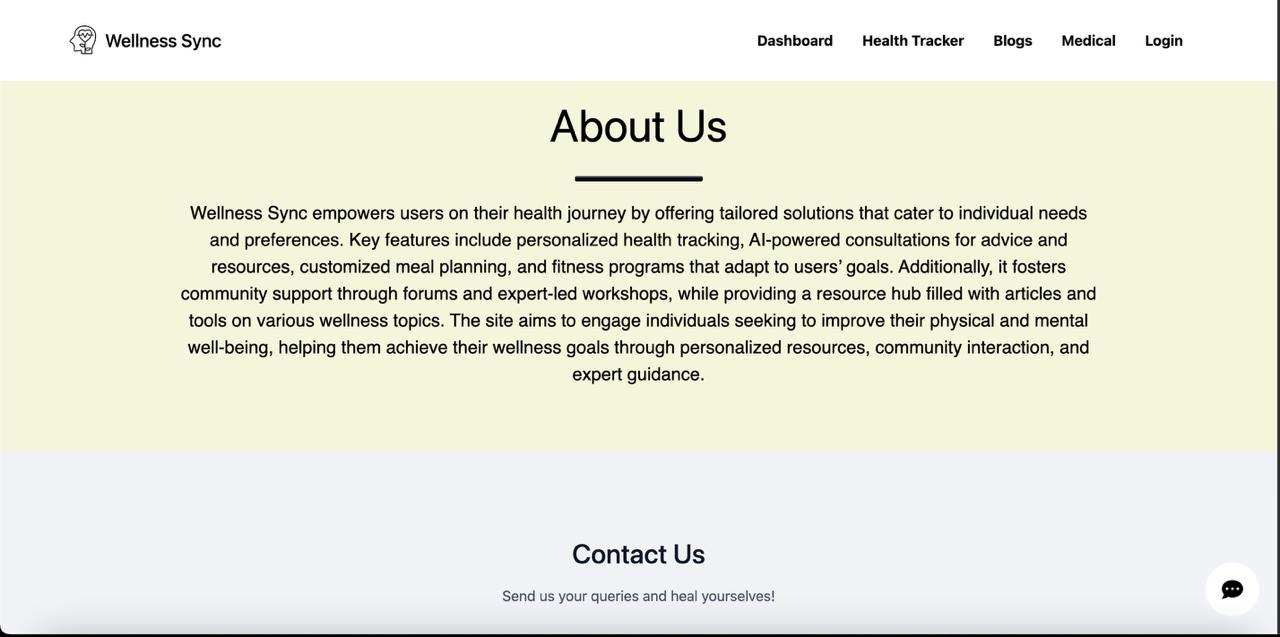 Wellness Sync
Dashboard Health Tracker Blogs Medical Login
About Us
Wellness Sync empowers users on their health journey by offering tailored solutions that cater to individual needs
and preferences. Key features include personalized health tracking, AI-powered consultations for advice and
resources, customized meal planning, and fitness programs that adapt to users’ goals. Additionally, it fosters
community support through forums and expert-led workshops, while providing a resource hub filled with articles and
tools on various wellness topics. The site aims to engage individuals seeking to improve their physical and mental
well-being, helping them achieve their wellness goals through personalized resources, community interaction, and
expert guidance.
Contact Us
Send us your queries and heal yourselves!